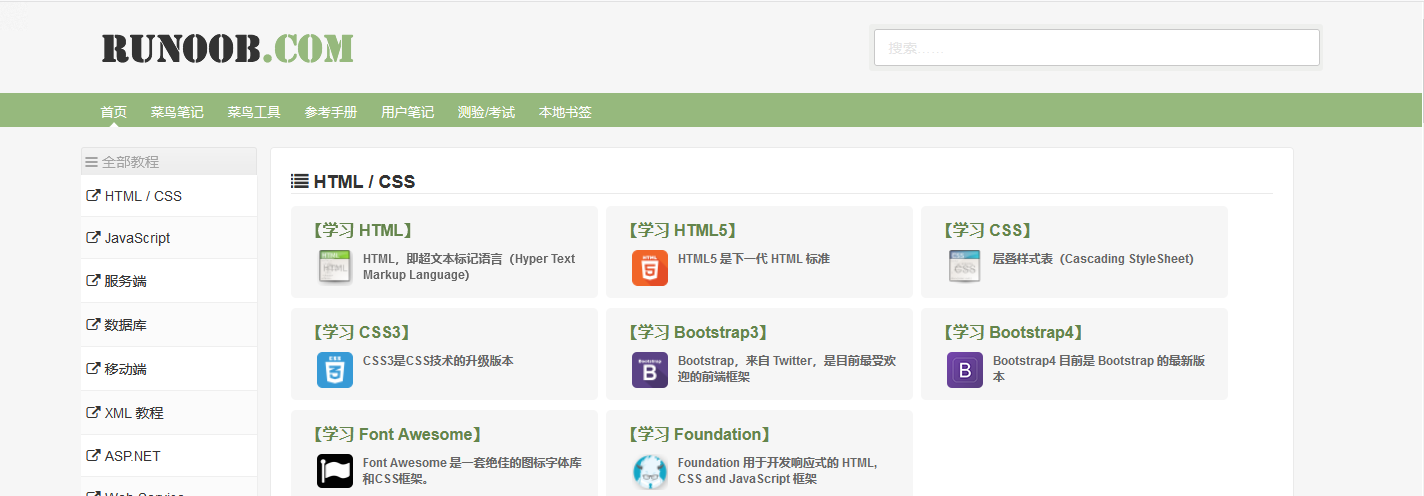 RUNOOB.COM
搜索……
首页 菜鸟笔记 菜鸟工具 参考手册 用户笔记 测验/考试 本地书签
全部教程
HTML / CSS
JavaScript
服务端
数据库
移动端
XML 教程
ASP.NET
Web Service
HTML / CSS
【学习 HTML】
HTML
HTML
HTML，即超文本标记语言（Hyper Text
Markup Language)
【学习 HTML5】
HTML
5
HTML5 是下一代 HTML 标准
【学习 CSS】
CSS
CSS
层叠样式表（Cascading StyleSheet)
【学习 CSS3】
CSS
3
CSS3是CSS技术的升级版本
【学习 Bootstrap3】
Bootstrap
B
Bootstrap，来自 Twitter，是目前最受欢
迎的前端框架
【学习 Bootstrap4】
B
Bootstrap4 目前是 Bootstrap 的最新版
本
【学习 Font Awesome】
Font Awesome 是一套绝佳的图标字体库
和CSS框架。
【学习 Foundation】
Foundation 用于开发响应式的 HTML,
CSS and JavaScript 框架